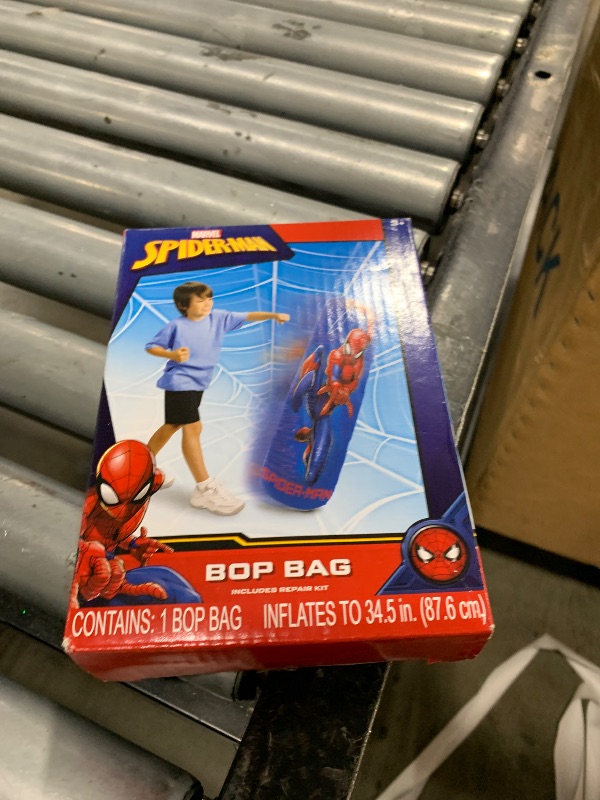 MARVEL
SPIDER-MAN
3+
SPIDER-MAN
BOP BAG
INCLUDES REPAIR KIT
CONTAINS: 1 BOP BAG INFLATES TO 34.5 in. (87.6 cm)